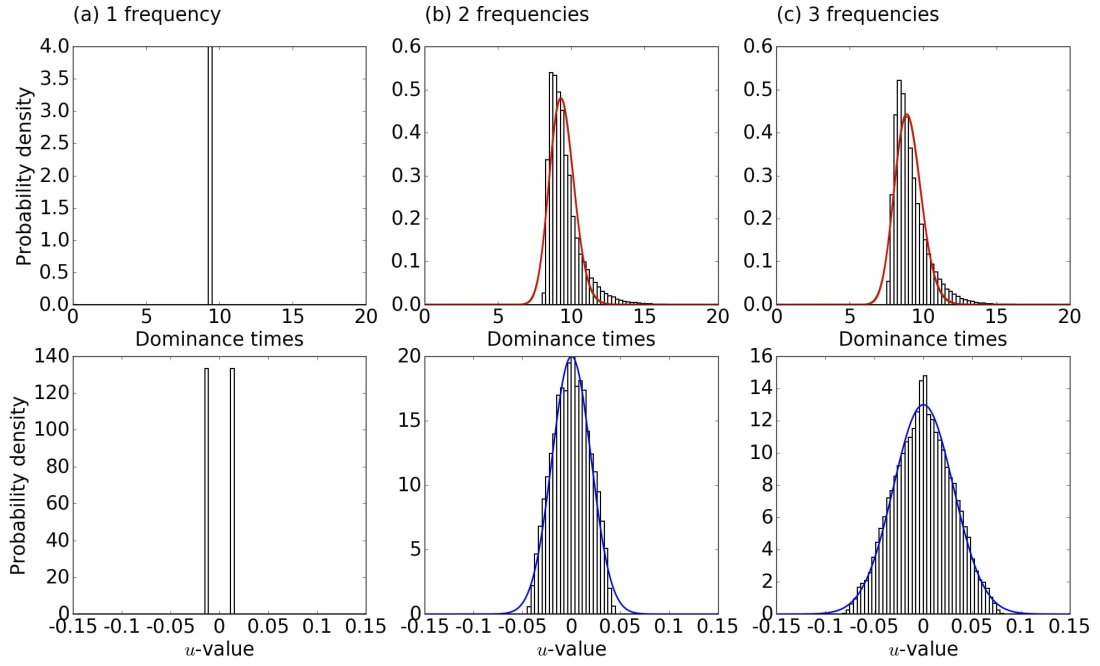 (a) 1 frequency
(b) 2 frequencies
(c) 3 frequencies
Probability density
4.0
3.5
3.0
2.5
2.0
1.5
1.0
0.5
0.0
0 5 10 15 20
Dominance times
0.6
0.5
0.4
0.3
0.2
0.1
0.0
0 5 10 15 20
Dominance times
0.6
0.5
0.4
0.3
0.2
0.1
0.0
0 5 10 15 20
Dominance times
Probability density
140
120
100
80
60
40
20
0
-0.15 -0.1 -0.05 0 0.05 0.1 0.15
u-value
20
15
10
5
0
-0.15 -0.1 -0.05 0 0.05 0.1 0.15
u-value
16
14
12
10
8
6
4
2
0
-0.15 -0.1 -0.05 0 0.05 0.1 0.15
u-value